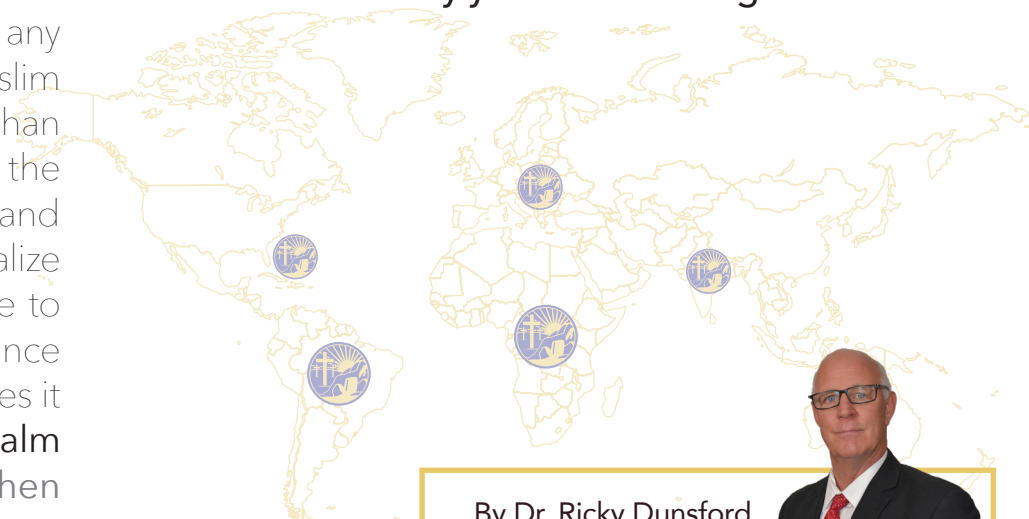 any
slim
han
the
and
alize
e to
nce
es it
alm
hen
By Dr. Ricky Dunsford